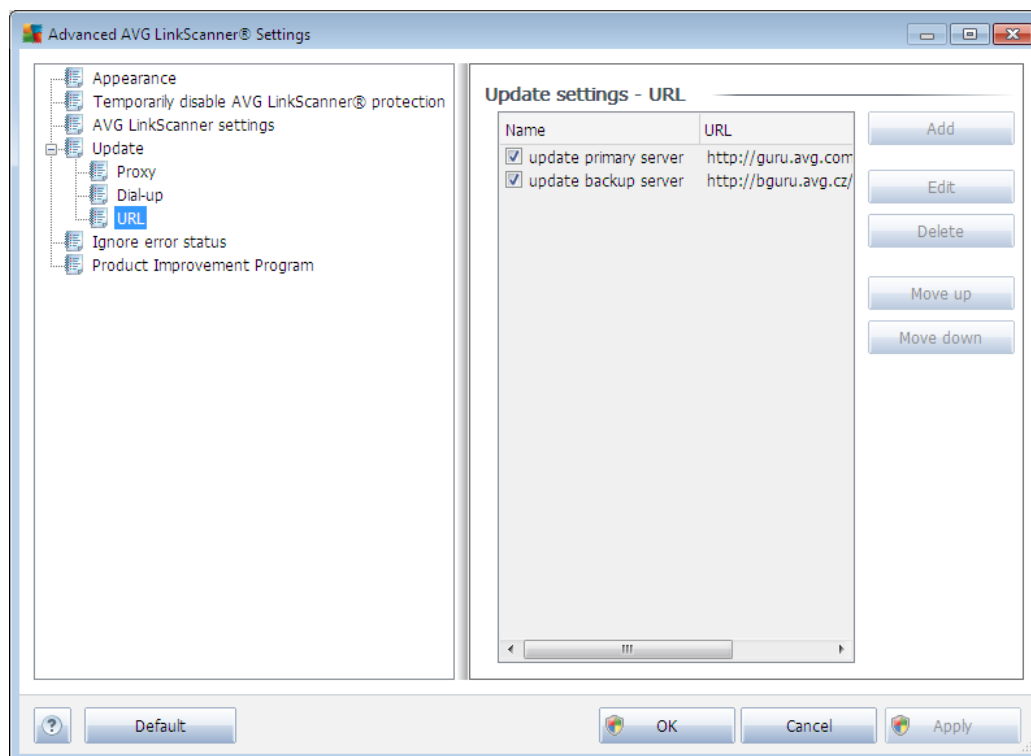 Advanced AVG LinkScanner® Settings
Appearance
Temporarily disable AVG LinkScanner® protection
AVG LinkScanner settings
Update
Proxy
Dial-up
URL
Ignore error status
Product Improvement Program
Update settings - URL
Name URL
update primary server http://guru.avg.com
update backup server http://bguru.avg.cz/
Add
Edit
Delete
Move up
Move down
? Default OK Cancel Apply